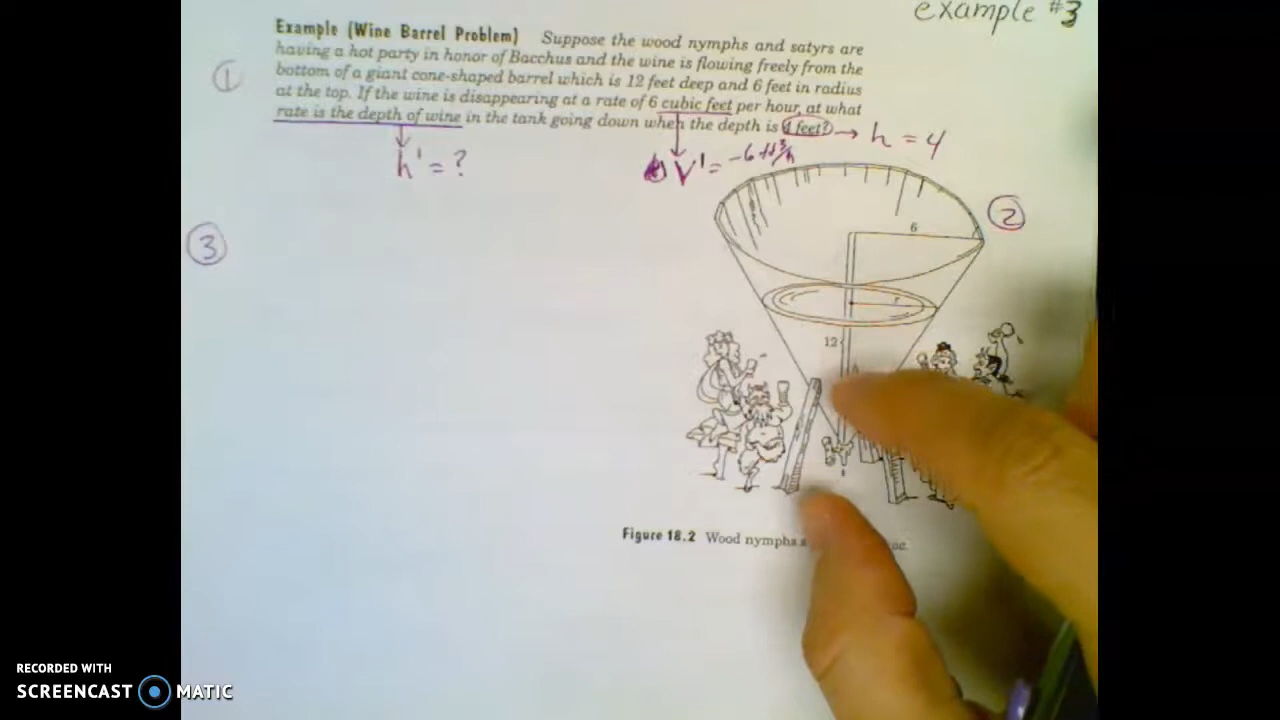 example #3
Example (Wine Barrel Problem) Suppose the wood nymphs and satyrs are
having a hot party in honor of Bacchus and the wine is flowing freely from the
bottom of a giant cone-shaped barrel which is 12 feet deep and 6 feet in radius
at the top. If the wine is disappearing at a rate of 6 cubic feet per hour, at what
rate is the depth of wine in the tank going down when the depth is 4 feet? → h = 4
1
h' = ?
V' = -6 ft³/h
2
3
6
r
12
Figure 18.2 Wood nymphs
RECORDED WITH
SCREENCAST MATIC